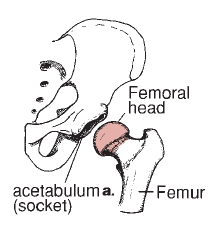 Femoral
head
acetabulum a.
(socket)
Femur